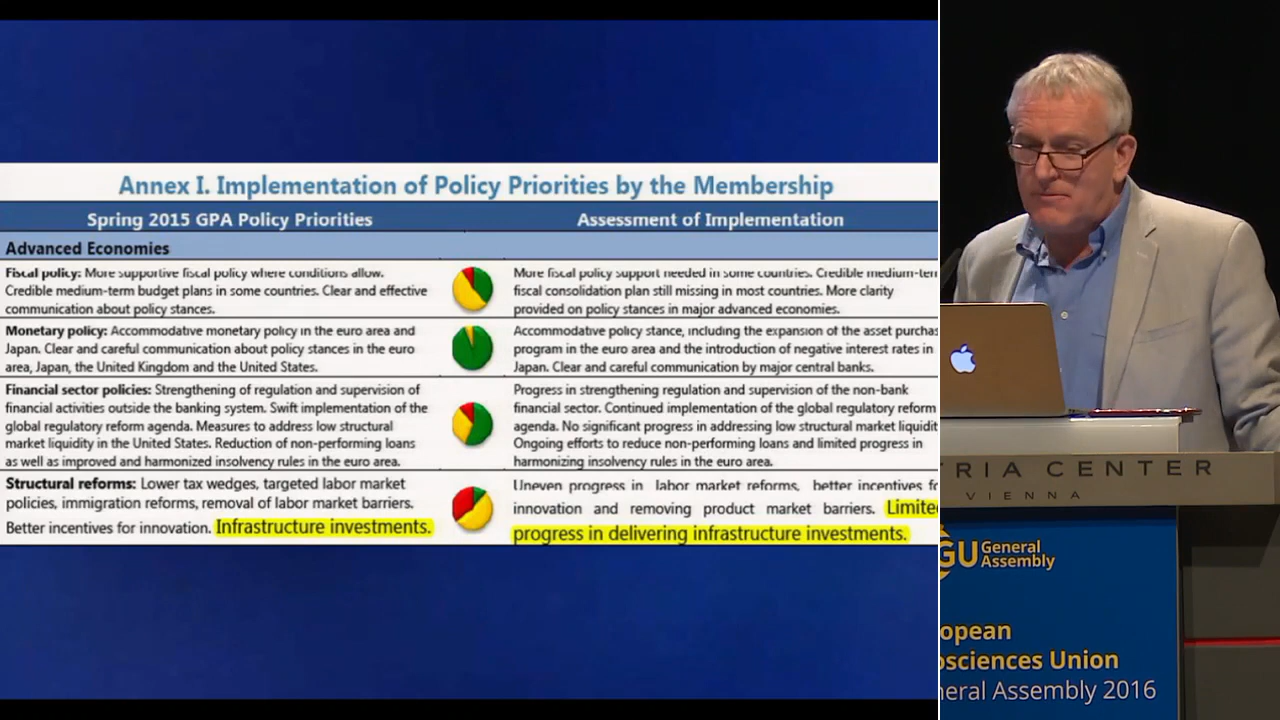 Annex I. Implementation of Policy Priorities by the Membership
Spring 2015 GPA Policy Priorities
Assessment of Implementation
Advanced Economies
Fiscal policy: More supportive fiscal policy where conditions allow.
Credible medium-term budget plans in some countries. Clear and effective
communication about policy stances.
More fiscal policy support needed in some countries. Credible medium-ter
fiscal consolidation plan still missing in most countries. More clarity
provided on policy stances in major advanced economies.
Monetary policy: Accommodative monetary policy in the euro area and
Japan. Clear and careful communication about policy stances in the euro
area, Japan, the United Kingdom and the United States.
Accommodative policy stance, including the expansion of the asset purchas
program in the euro area and the introduction of negative interest rates in
Japan. Clear and careful communication by major central banks.
Financial sector policies: Strengthening of regulation and supervision of
financial activities outside the banking system. Swift implementation of the
global regulatory reform agenda. Measures to address low structural
market liquidity in the United States. Reduction of non-performing loans
as well as improved and harmonized insolvency rules in the euro area.
Progress in strengthening regulation and supervision of the non-bank
financial sector. Continued implementation of the global regulatory reform
agenda. No significant progress in addressing low structural market liquidit
Ongoing efforts to reduce non-performing loans and limited progress in
harmonizing insolvency rules in the euro area.
Structural reforms: Lower tax wedges, targeted labor market
policies, immigration reforms, removal of labor market barriers.
Better incentives for innovation. Infrastructure investments.
Uneven progress in labor market reforms, better incentives f
innovation and removing product market barriers. Limite
progress in delivering infrastructure investments.
TRIA CENTER
VIENNA
GU General
Assembly
opean
osciences Union
neral Assembly 2016